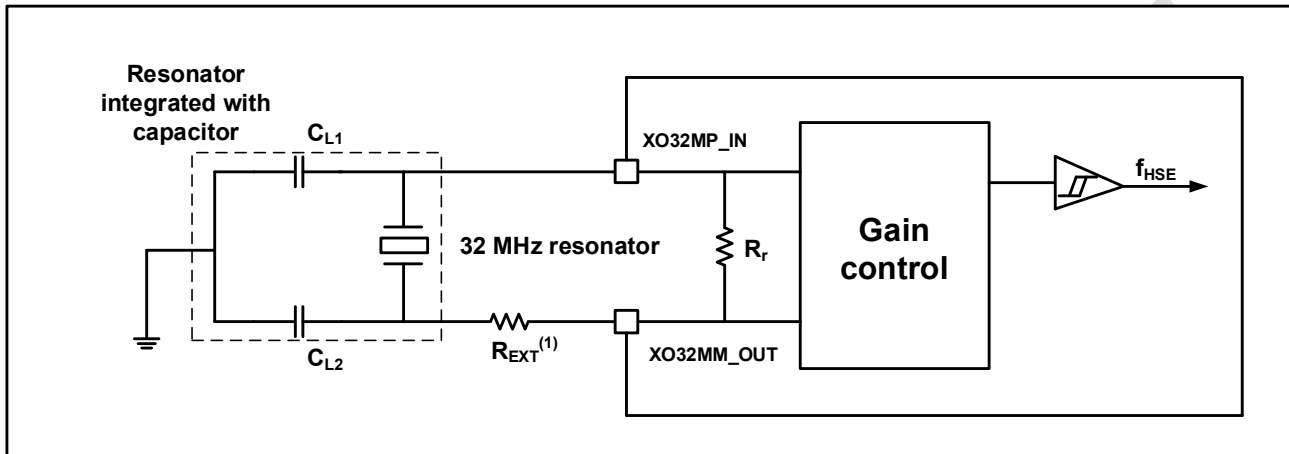 Resonator
integrated with
capacitor
CL1
XO32MP_IN
fHSE
32 MHz resonator
Rr
Gain
control
REXT(1)
XO32MM_OUT
CL2